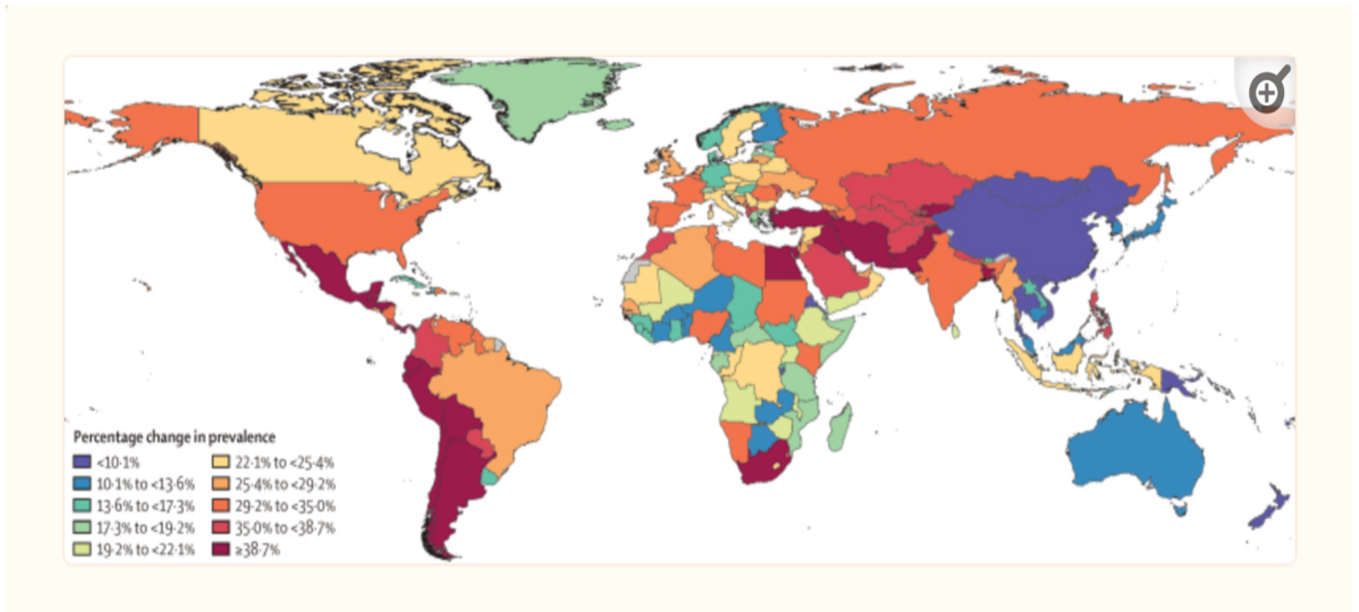 Percentage change in prevalence
<10·1%
10·1% to <13·6%
13·6% to <17·3%
17·3% to <19·2%
19·2% to <22·1%
22·1% to <25·4%
25·4% to <29·2%
29·2% to <35·0%
35·0% to <38·7%
≥38·7%